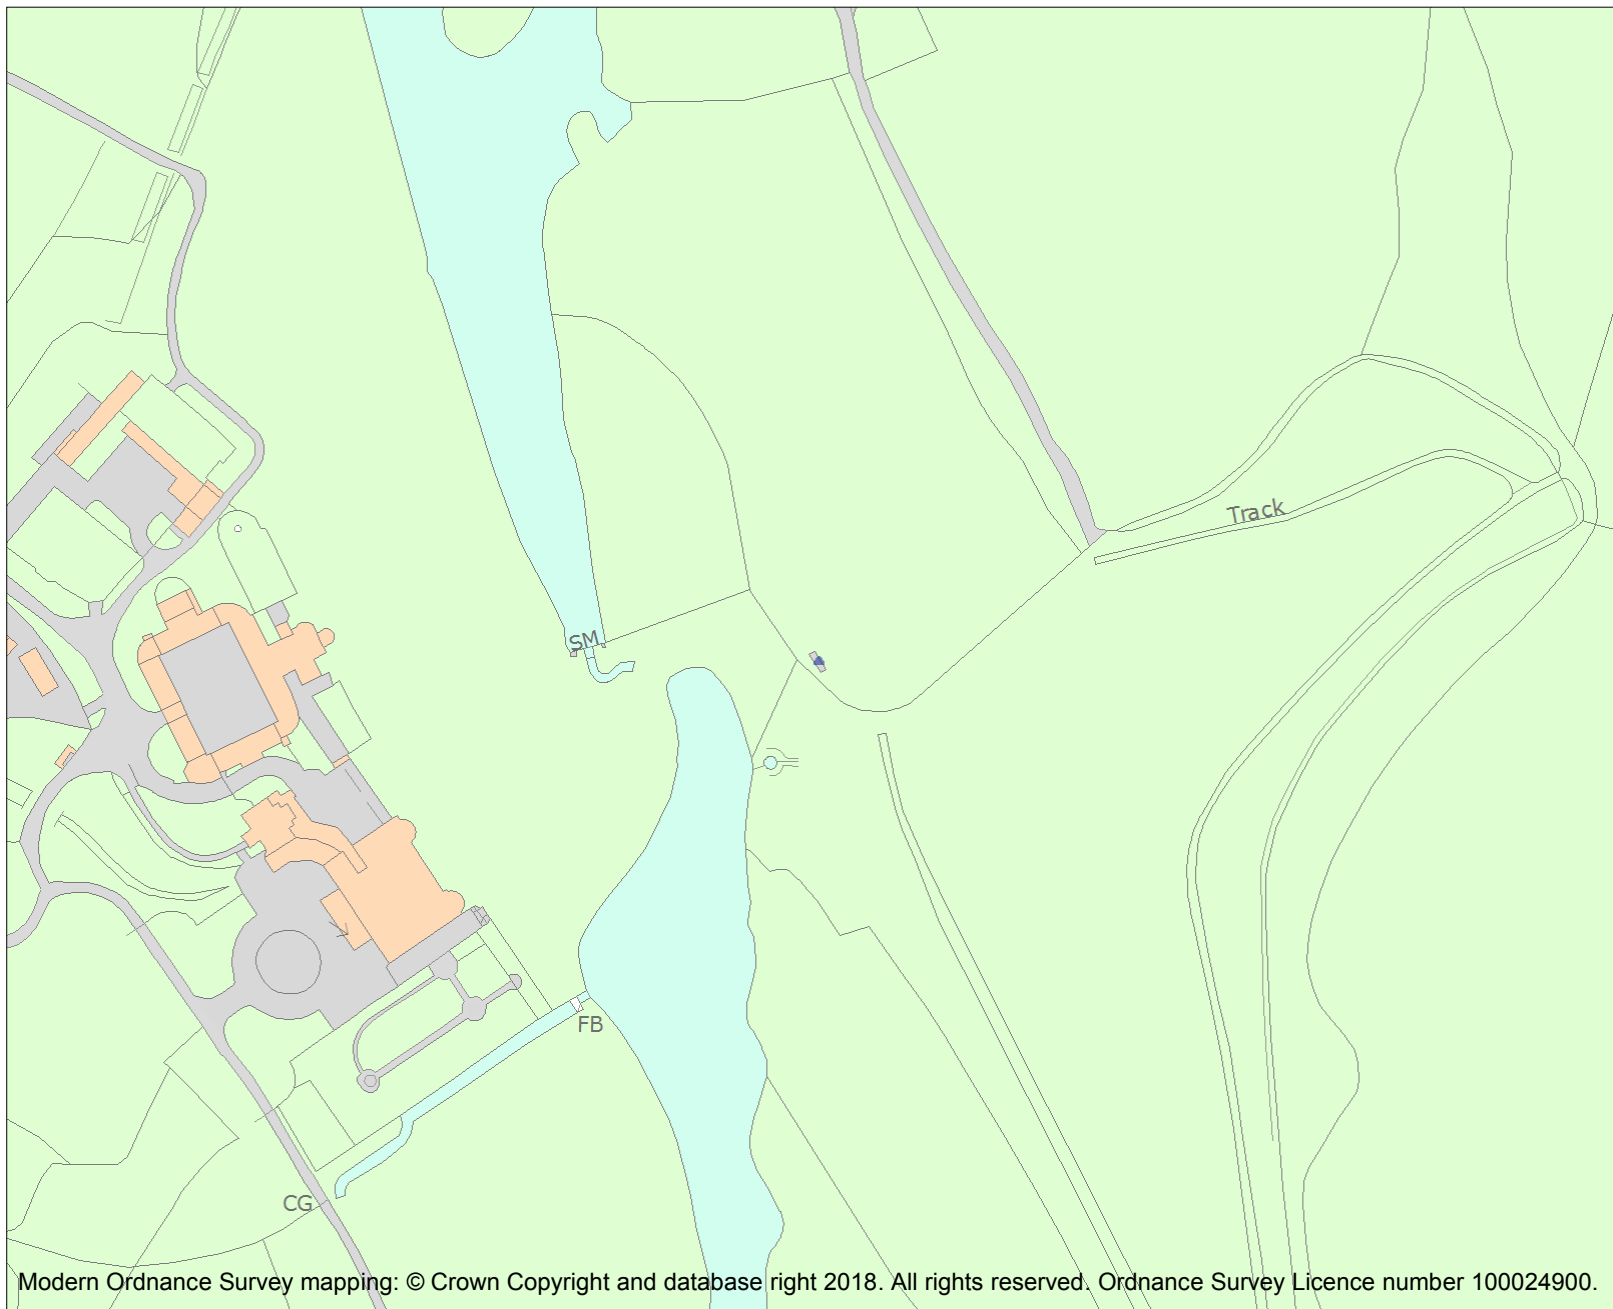 Track
SM
FB
CG
Modern Ordnance Survey mapping: © Crown Copyright and database right 2018. All rights reserved. Ordnance Survey Licence number 100024900.